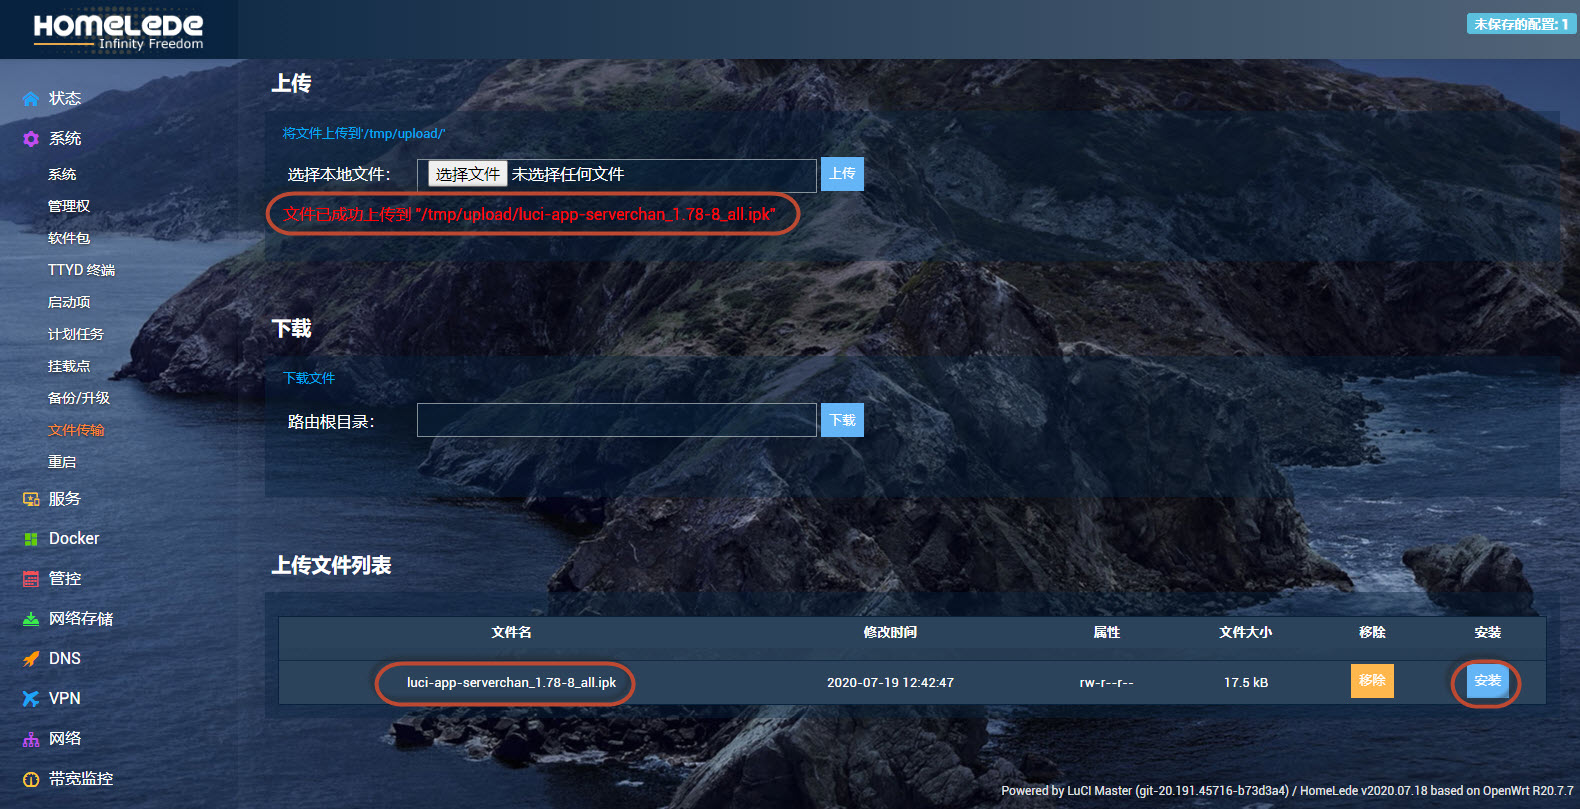 HOMELEDE
Infinity Freedom
未保存的配置: 1
状态
系统
系统
管理权
软件包
TTYD 终端
启动项
计划任务
挂载点
备份/升级
文件传输
重启
服务
Docker
管控
网络存储
DNS
VPN
网络
带宽监控
上传
将文件上传到'/tmp/upload/'
选择本地文件： 选择文件 未选择任何文件 上传
文件已成功上传到 "/tmp/upload/luci-app-serverchan_1.78-8_all.ipk"
下载
下载文件
路由根目录： 下载
上传文件列表
文件名 修改时间 属性 文件大小 移除 安装
luci-app-serverchan_1.78-8_all.ipk 2020-07-19 12:42:47 rw-r--r-- 17.5 kB 移除 安装
Powered by LuCI Master (git-20.191.45716-b73d3a4) / HomeLede v2020.07.18 based on OpenWrt R20.7.7